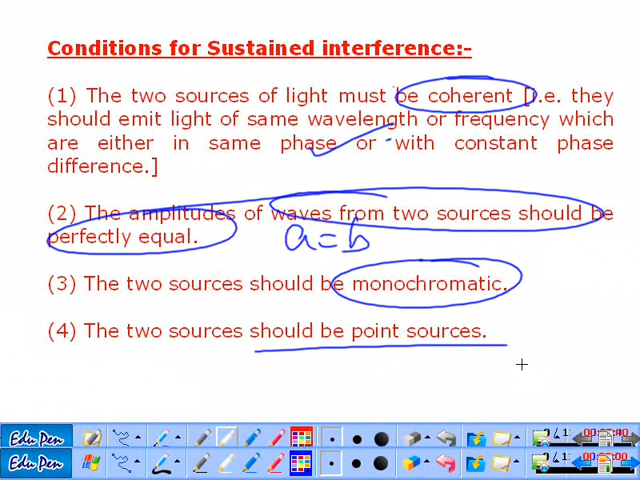 Conditions for Sustained interference:-
(1) The two sources of light must be coherent [i.e. they
should emit light of same wavelength or frequency which
are either in same phase or with constant phase
difference.]
(2) The amplitudes of waves from two sources should be
perfectly equal.
a=b
(3) The two sources should be monochromatic.
(4) The two sources should be point sources.
Edu Pen
Edu Pen